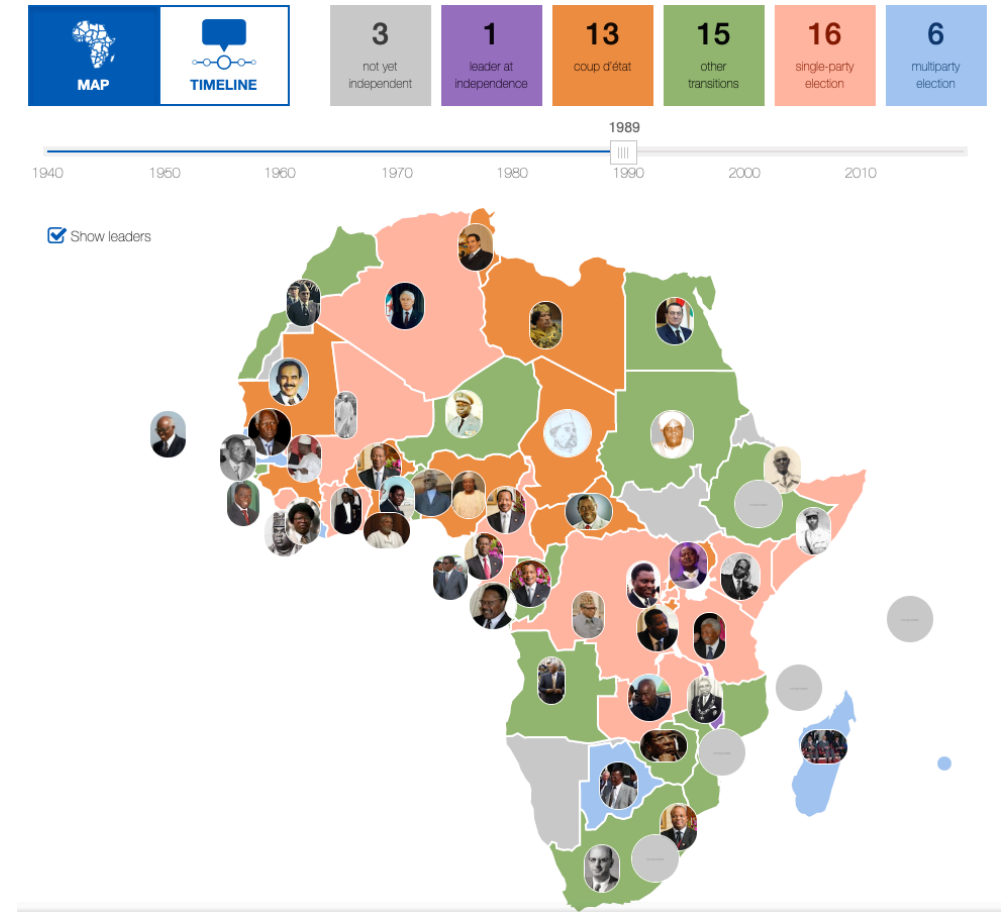 MAP
TIMELINE
3
not yet
independent
1
leader at
independence
13
coup d'état
15
other
transitions
16
single-party
election
6
multiparty
election
1989
1940
1950
1960
1970
1980
1990
2000
2010
Show leaders